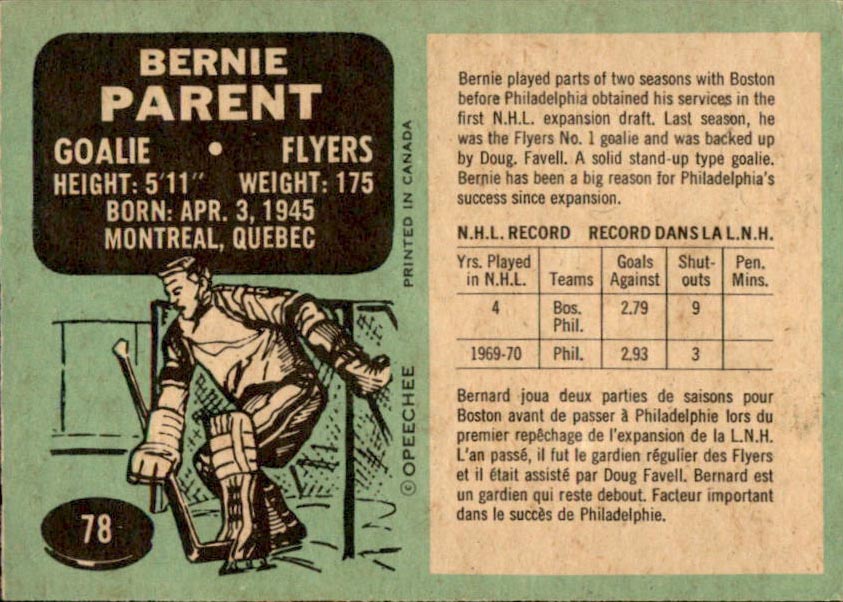 BERNIE
PARENT
GOALIE • FLYERS
HEIGHT: 5'11" WEIGHT: 175
BORN: APR. 3, 1945
MONTREAL, QUEBEC
PRINTED IN CANADA
© OPEECHEE
78
Bernie played parts of two seasons with Boston
before Philadelphia obtained his services in the
first N.H.L. expansion draft. Last season, he
was the Flyers No. 1 goalie and was backed up
by Doug. Favell. A solid stand-up type goalie.
Bernie has been a big reason for Philadelphia's
success since expansion.
N.H.L. RECORD RECORD DANS LA L.N.H.
Yrs. Played Goals Shut- Pen.
in N.H.L. Teams Against outs Mins.
4 Bos. 2.79 9
Phil.
1969-70 Phil. 2.93 3
Bernard joua deux parties de saisons pour
Boston avant de passer à Philadelphie lors du
premier repêchage de l'expansion de la L.N.H.
L'an passé, il fut le gardien régulier des Flyers
et il était assisté par Doug Favell. Bernard est
un gardien qui reste debout. Facteur important
dans le succès de Philadelphie.